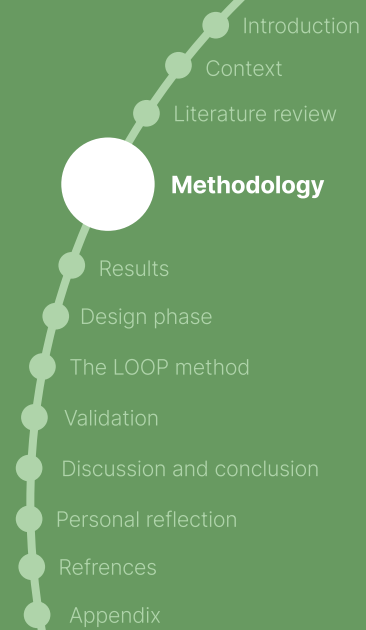 Introduction
Context
Literature review
Methodology
Results
Design phase
The LOOP method
Validation
Discussion and conclusion
Personal reflection
Refrences
Appendix